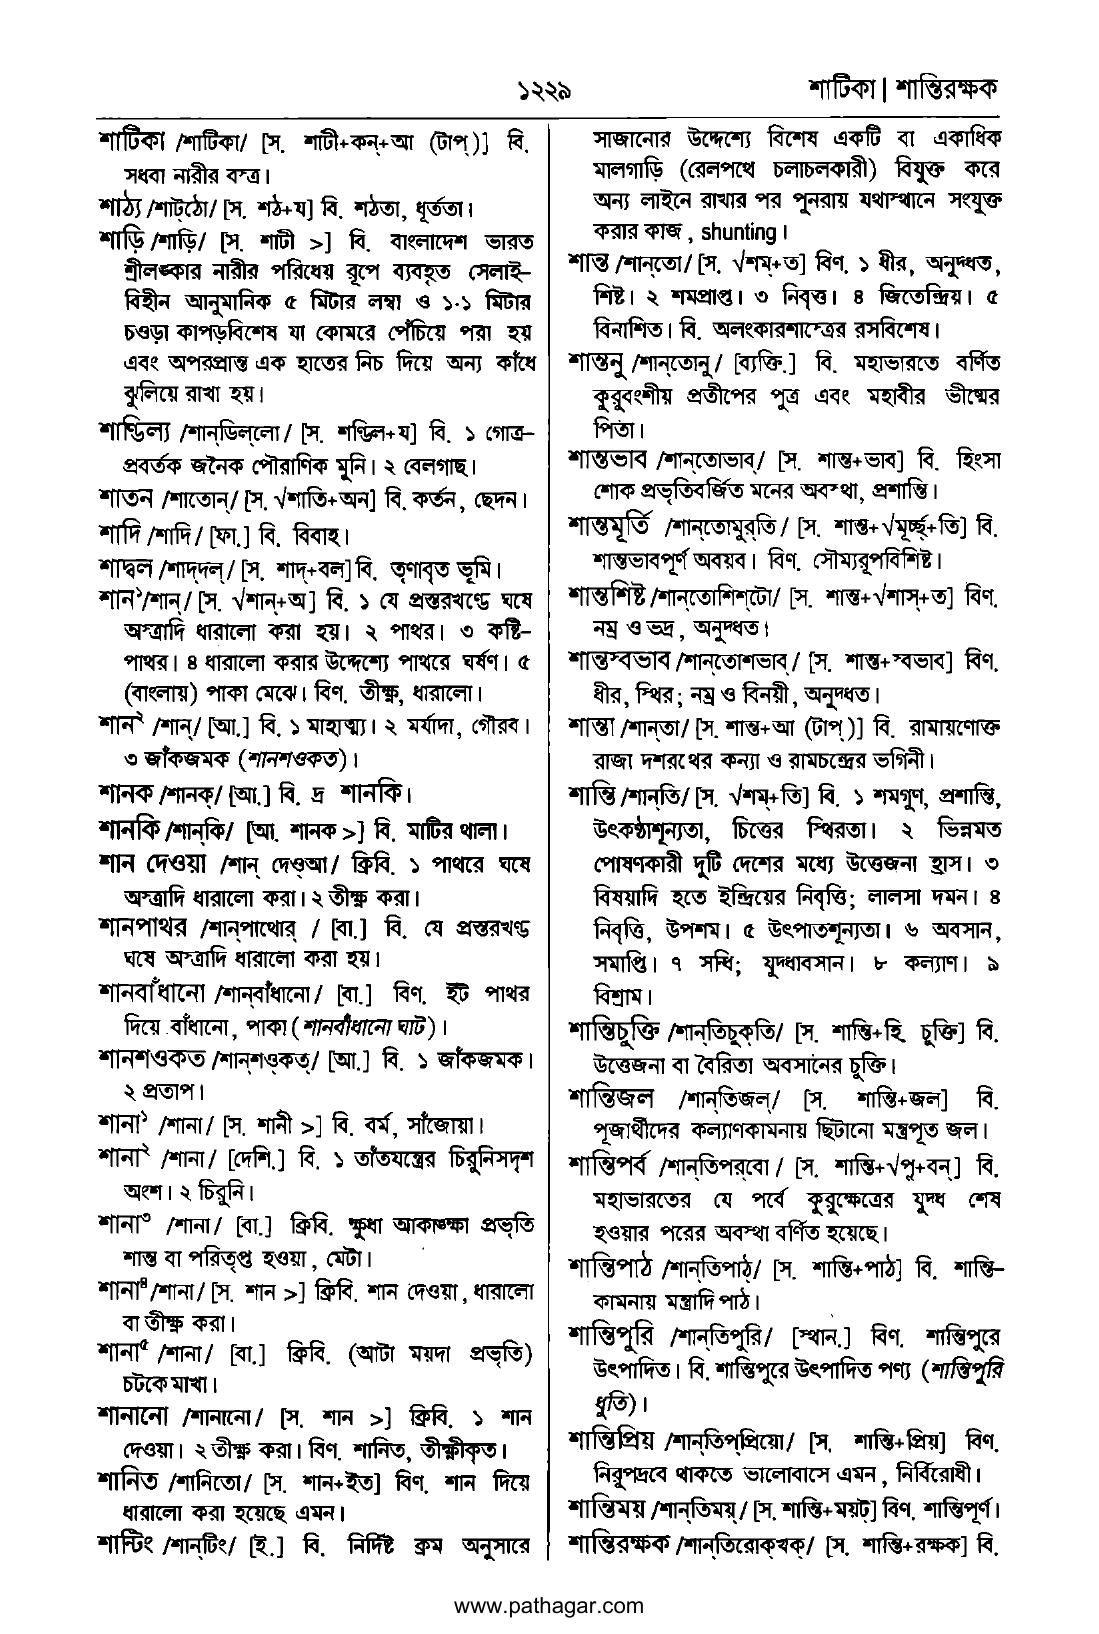 ১২২৯
শাটিকা | শান্তিরক্ষক
শাটিকা /শাটিকা/ [স. শাটী+কন্+আ (টাপ্)] বি.
সধবা নারীর বস্ত্র।
শাঠ্য /শাট্‌ঠো/ [স. শঠ+য] বি. শঠতা, ধূর্ততা।
শাড়ি /শাড়ি/ [স. শাটী >] বি. বাংলাদেশ ভারত
শ্রীলঙ্কার নারীর পরিধেয় রূপে ব্যবহৃত সেলাই-
বিহীন আনুমানিক ৫ মিটার লম্বা ও ১·১ মিটার
চওড়া কাপড়বিশেষ যা কোমরে পেঁচিয়ে পরা হয়
এবং অপরপ্রান্ত এক হাতের নিচ দিয়ে অন্য কাঁধে
ঝুলিয়ে রাখা হয়।
শাণ্ডিল্য /শান্‌ডিল্‌লো/ [স. শণ্ডিল+য] বি. ১ গোত্র-
প্রবর্তক জনৈক পৌরাণিক মুনি। ২ বেলগাছ।
শাতন /শাতোন্/ [স. √শাতি+অন] বি. কর্তন, ছেদন।
শাদি /শাদি/ [ফা.] বি. বিবাহ।
শাদ্বল /শাদ্‌দল্/ [স. শাদ্+বল] বি. তৃণাবৃত ভূমি।
শান১/শান্/ [স. √শান্+অ] বি. ১ যে প্রস্তরখণ্ডে ঘষে
অস্ত্রাদি ধারালো করা হয়। ২ পাথর। ৩ কষ্টি-
পাথর। ৪ ধারালো করার উদ্দেশ্যে পাথরে ঘর্ষণ। ৫
(বাংলায়) পাকা মেঝে। বিণ. তীক্ষ্ণ, ধারালো।
শান২ /শান্/ [আ.] বি. ১ মাহাত্ম্য। ২ মর্যাদা, গৌরব।
৩ জাঁকজমক (শানশওকত)।
শানক /শানক্/ [আ.] বি. দ্র শানকি।
শানকি /শান্‌কি/ [আ. শানক >] বি. মাটির থালা।
শান দেওয়া /শান্ দেও্আ/ ক্রিবি. ১ পাথরে ঘষে
অস্ত্রাদি ধারালো করা। ২ তীক্ষ্ণ করা।
শানপাথর /শান্‌পাথোর্ / [বা.] বি. যে প্রস্তরখণ্ড
ঘষে অস্ত্রাদি ধারালো করা হয়।
শানবাঁধানো /শান্‌বাঁধানো/ [বা.] বিণ. ইট পাথর
দিয়ে বাঁধানো, পাকা (শানবাঁধানো ঘাট)।
শানশওকত /শান্‌শও্কত্/ [আ.] বি. ১ জাঁকজমক।
২ প্রতাপ।
শানা১ /শানা/ [স. শানী >] বি. বর্ম, সাঁজোয়া।
শানা২ /শানা/ [দেশি.] বি. ১ তাঁতযন্ত্রের চিরুনিসদৃশ
অংশ। ২ চিরুনি।
শানা৩ /শানা/ [বা.] ক্রিবি. ক্ষুধা আকাঙ্ক্ষা প্রভৃতি
শান্ত বা পরিতৃপ্ত হওয়া, মেটা।
শানা৪ /শানা/ [স. শান >] ক্রিবি. শান দেওয়া, ধারালো
বা তীক্ষ্ণ করা।
শানা৫ /শানা/ [বা.] ক্রিবি. (আটা ময়দা প্রভৃতি)
চটকে মাখা।
শানানো /শানানো/ [স. শান >] ক্রিবি. ১ শান
দেওয়া। ২ তীক্ষ্ণ করা। বিণ. শানিত, তীক্ষ্ণীকৃত।
শানিত /শানিতো/ [স. শান+ইত] বিণ. শান দিয়ে
ধারালো করা হয়েছে এমন।
শান্টিং /শান্‌টিং/ [ই.] বি. নির্দিষ্ট ক্রম অনুসারে
সাজানোর উদ্দেশ্যে বিশেষ একটি বা একাধিক
মালগাড়ি (রেলপথে চলাচলকারী) বিযুক্ত করে
অন্য লাইনে রাখার পর পুনরায় যথাস্থানে সংযুক্ত
করার কাজ, shunting।
শান্ত /শান্‌তো/ [স. √শম্+ত] বিণ. ১ ধীর, অনুদ্ধত,
শিষ্ট। ২ শমপ্রাপ্ত। ৩ নিবৃত্ত। ৪ জিতেন্দ্রিয়। ৫
বিনাশিত। বি. অলংকারশাস্ত্রের রসবিশেষ।
শান্তনু /শান্‌তোনু/ [ব্যক্তি.] বি. মহাভারতে বর্ণিত
কুরুবংশীয় প্রতীপের পুত্র এবং মহাবীর ভীষ্মের
পিতা।
শান্তভাব /শান্‌তোভাব্/ [স. শান্ত+ভাব] বি. হিংসা
শোক প্রভৃতিবর্জিত মনের অবস্থা, প্রশান্তি।
শান্তমূর্তি /শান্‌তোমুর্‌তি/ [স. শান্ত+√মূর্চ্ছ্+তি] বি.
শান্তভাবপূর্ণ অবয়ব। বিণ. সৌম্যরূপবিশিষ্ট।
শান্তশিষ্ট /শান্‌তোশিশ্‌টো/ [স. শান্ত+√শাস্+ত] বিণ.
নম্র ও ভদ্র, অনুদ্ধত।
শান্তস্বভাব /শান্‌তোশভাব্/ [স. শান্ত+স্বভাব] বিণ.
ধীর, স্থির; নম্র ও বিনয়ী, অনুদ্ধত।
শান্তা /শান্‌তা/ [স. শান্ত+আ (টাপ্)] বি. রামায়ণোক্ত
রাজা দশরথের কন্যা ও রামচন্দ্রের ভগিনী।
শান্তি /শান্‌তি/ [স. √শম্+তি] বি. ১ শমগুণ, প্রশান্তি,
উৎকণ্ঠাশূন্যতা, চিত্তের স্থিরতা। ২ ভিন্নমত
পোষণকারী দুটি দেশের মধ্যে উত্তেজনা হ্রাস। ৩
বিষয়াদি হতে ইন্দ্রিয়ের নিবৃত্তি; লালসা দমন। ৪
নিবৃত্তি, উপশম। ৫ উৎপাতশূন্যতা। ৬ অবসান,
সমাপ্তি। ৭ সন্ধি; যুদ্ধাবসান। ৮ কল্যাণ। ৯
বিশ্রাম।
শান্তিচুক্তি /শান্‌তিচুক্‌তি/ [স. শান্তি+হি. চুক্তি] বি.
উত্তেজনা বা বৈরিতা অবসানের চুক্তি।
শান্তিজল /শান্‌তিজল্/ [স. শান্তি+জল] বি.
পূজার্থীদের কল্যাণকামনায় ছিটানো মন্ত্রপূত জল।
শান্তিপর্ব /শান্‌তিপর্‌বো/ [স. শান্তি+√পৄ+বন্] বি.
মহাভারতের যে পর্বে কুরুক্ষেত্রের যুদ্ধ শেষ
হওয়ার পরের অবস্থা বর্ণিত হয়েছে।
শান্তিপাঠ /শান্‌তিপাঠ্/ [স. শান্তি+পাঠ] বি. শান্তি-
কামনায় মন্ত্রাদি পাঠ।
শান্তিপুরি /শান্‌তিপুরি/ [স্থান.] বিণ. শান্তিপুরে
উৎপাদিত। বি. শান্তিপুরে উৎপাদিত পণ্য (শান্তিপুরি
ধুতি)।
শান্তিপ্রিয় /শান্‌তিপ্‌প্রিয়ো/ [স. শান্তি+প্রিয়] বিণ.
নিরুপদ্রবে থাকতে ভালোবাসে এমন, নির্বিরোধী।
শান্তিময় /শান্‌তিময়্/ [স. শান্তি+ময়ট্] বিণ. শান্তিপূর্ণ।
শান্তিরক্ষক /শান্‌তিরোক্‌খক্/ [স. শান্তি+রক্ষক] বি.
www.pathagar.com